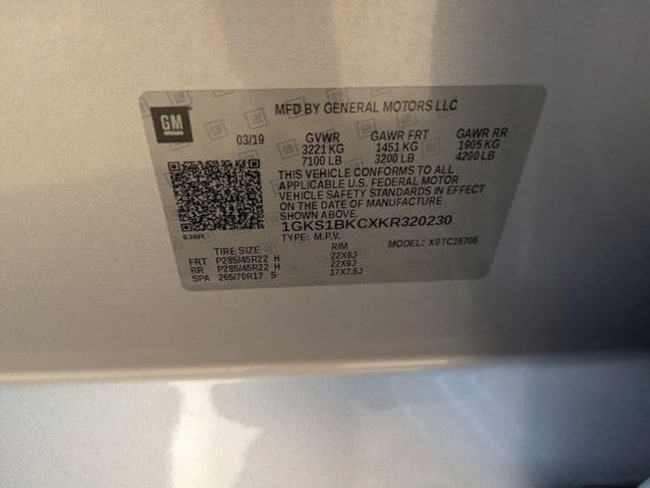 MFD BY GENERAL MOTORS LLC
GM
03/19 GVWR GAWR FRT GAWR RR
3221 KG 1451 KG 1905 KG
7100 LB 3200 LB 4200 LB
THIS VEHICLE CONFORMS TO ALL
APPLICABLE U.S. FEDERAL MOTOR
VEHICLE SAFETY STANDARDS IN EFFECT
ON THE DATE OF MANUFACTURE
SHOWN ABOVE.
1GKS1BKCXKR320230
TYPE: M.P.V. MODEL: X0TC15706
TIRE SIZE RIM
FRT P285/45R22 H 22X9J
RR P285/45R22 H 22X9J
SPA 265/70R17 S 17X7.5J